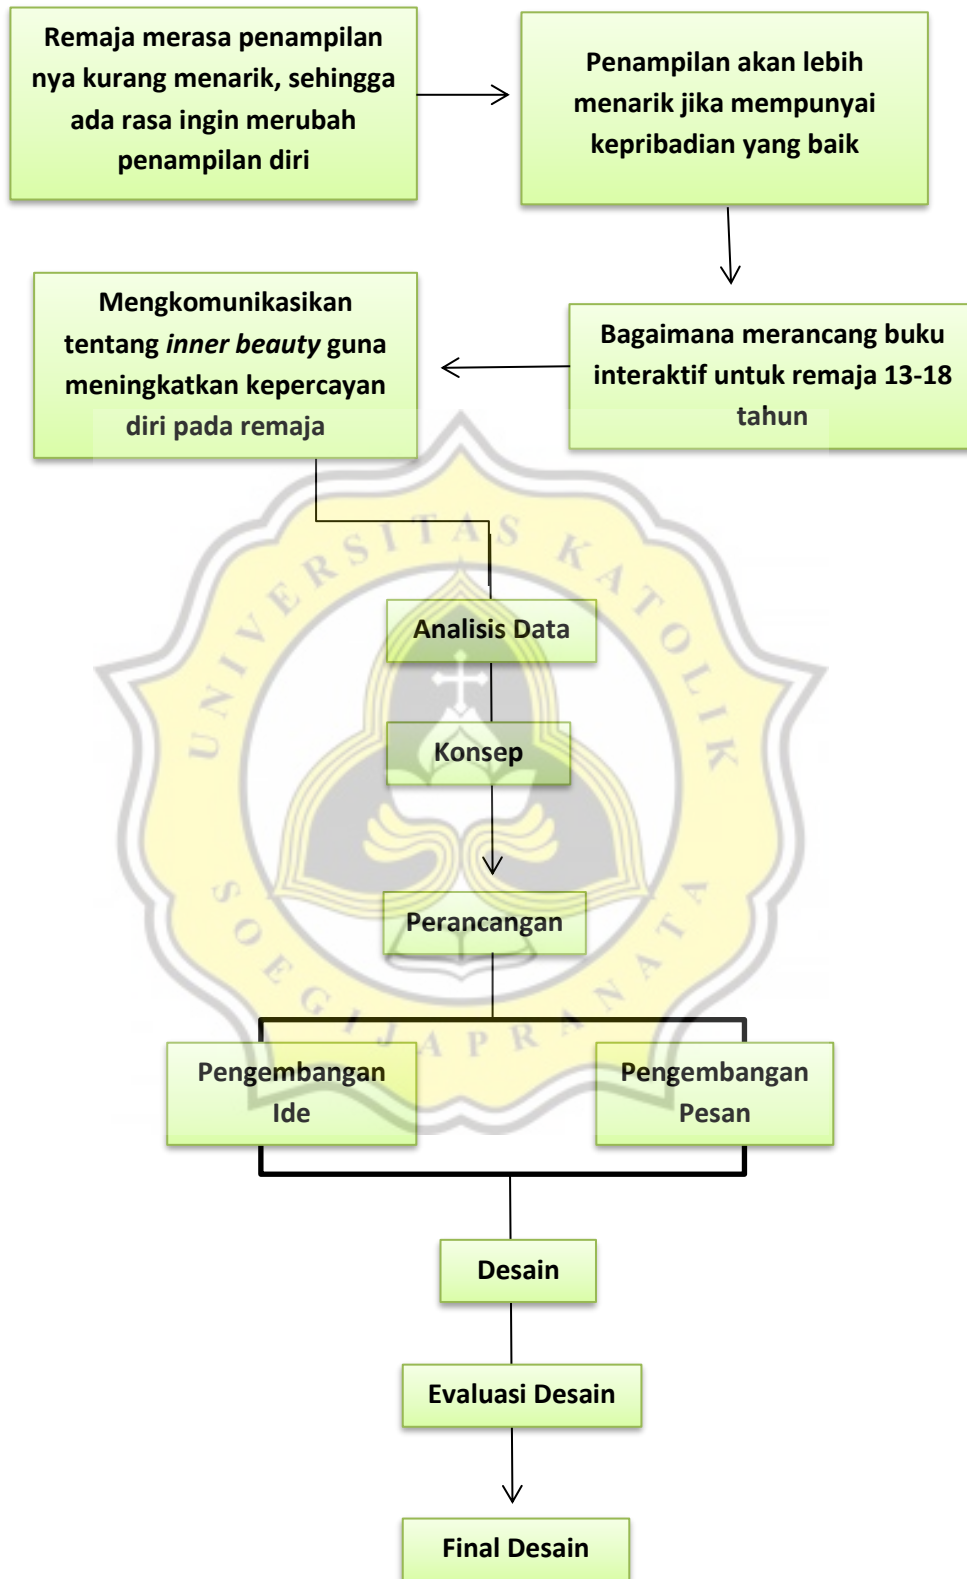 Remaja merasa penampilan
nya kurang menarik, sehingga
ada rasa ingin merubah
penampilan diri
Penampilan akan lebih
menarik jika mempunyai
kepribadian yang baik
Bagaimana merancang buku
interaktif untuk remaja 13-18
tahun
Mengkomunikasikan
tentang inner beauty guna
meningkatkan kepercayan
diri pada remaja
UNIVERSITAS KATOLIK
SOEGIJAPRANATA
Analisis Data
Konsep
Perancangan
Pengembangan
Ide
Pengembangan
Pesan
Desain
Evaluasi Desain
Final Desain